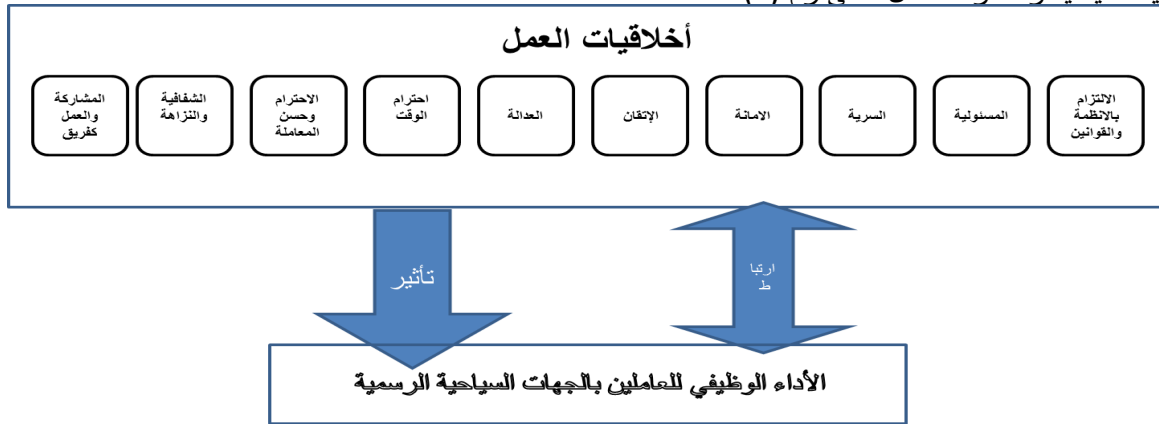 أخلاقيات العمل
الالتزام
بالانظمة
والقوانين
المسئولية
السرية
الامانة
الإتقان
العدالة
احترام
الوقت
الاحترام
وحسن
المعاملة
الشفافية
والنزاهة
المشاركة
والعمل
كفريق
ارتبا
ط
تأثير
الأداء الوظيفي للعاملين بالجهات السياحية الرسمية